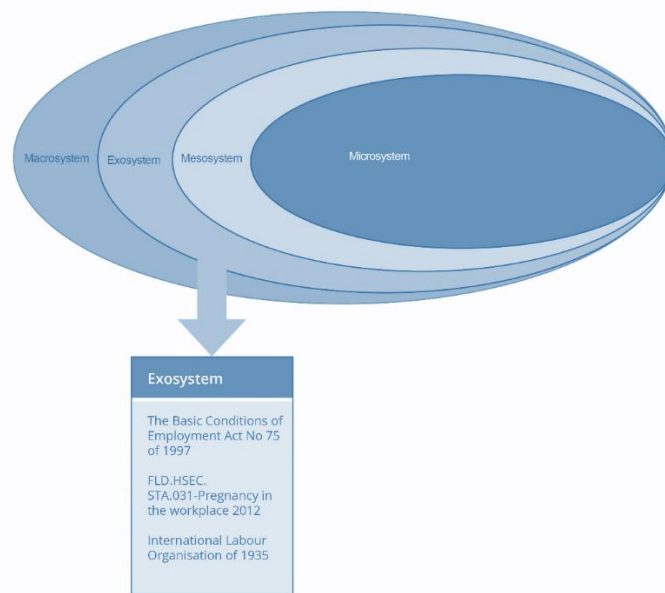 Macrosystem
Exosystem
Mesosystem
Microsystem
Exosystem
The Basic Conditions of
Employment Act No 75
of 1997
FLD.HSEC.
STA.031-Pregnancy in
the workplace 2012
International Labour
Organisation of 1935